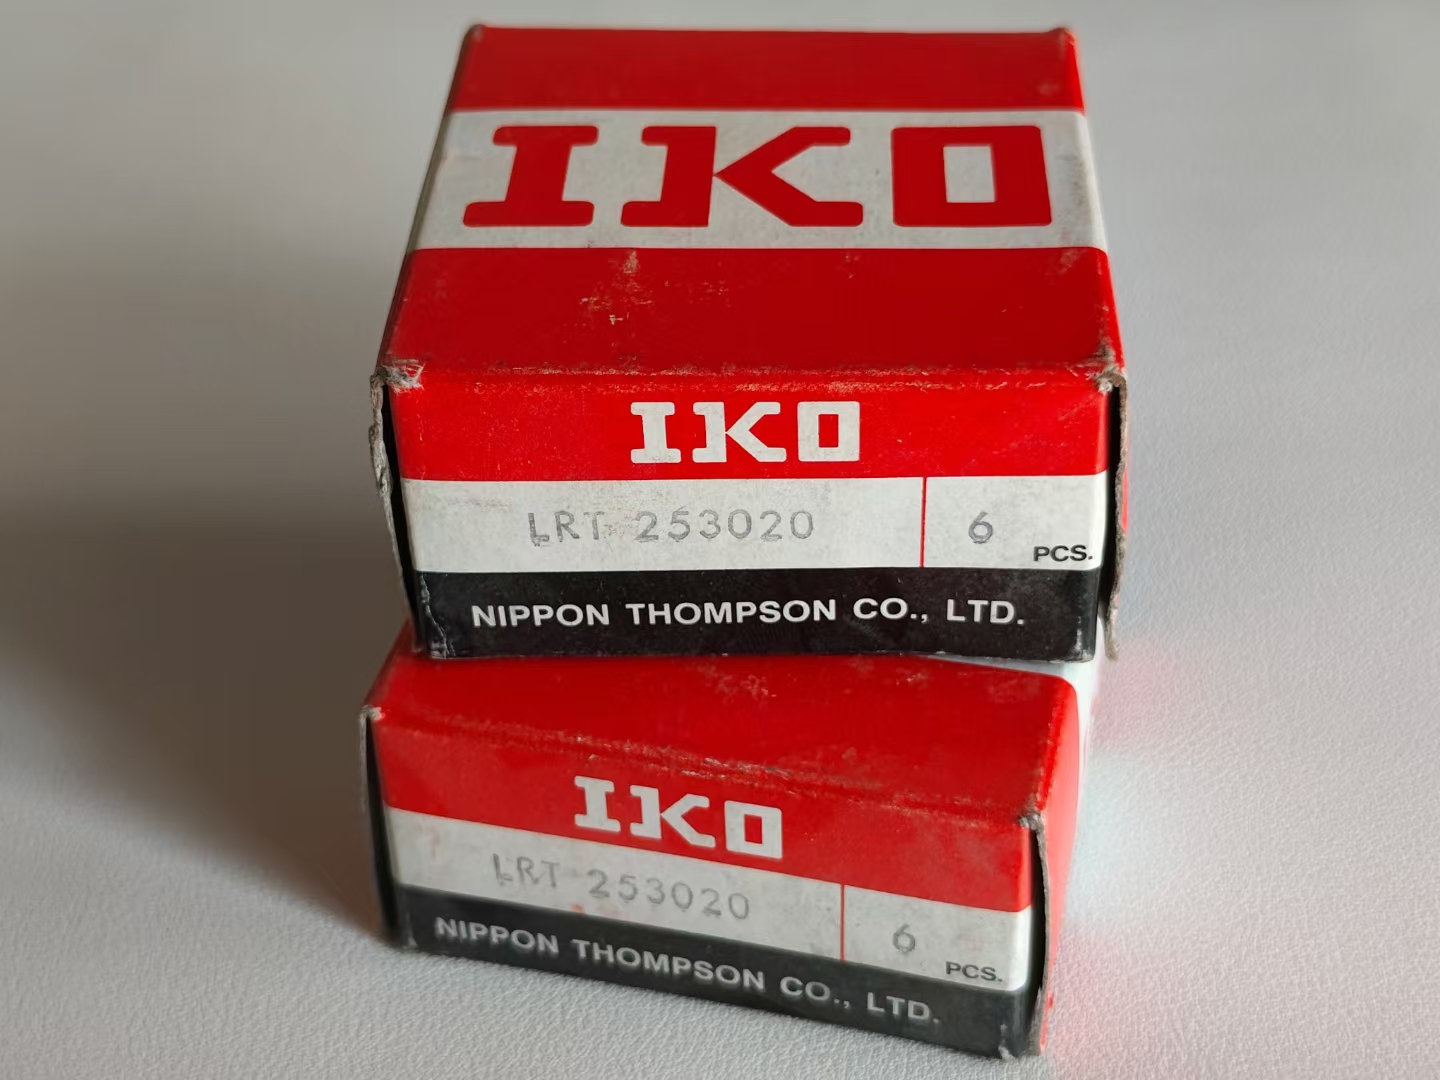 IKO
IKO
LRT 253020 6 PCS.
NIPPON THOMPSON CO., LTD.
IKO
LRT 253020 6 PCS.
NIPPON THOMPSON CO., LTD.